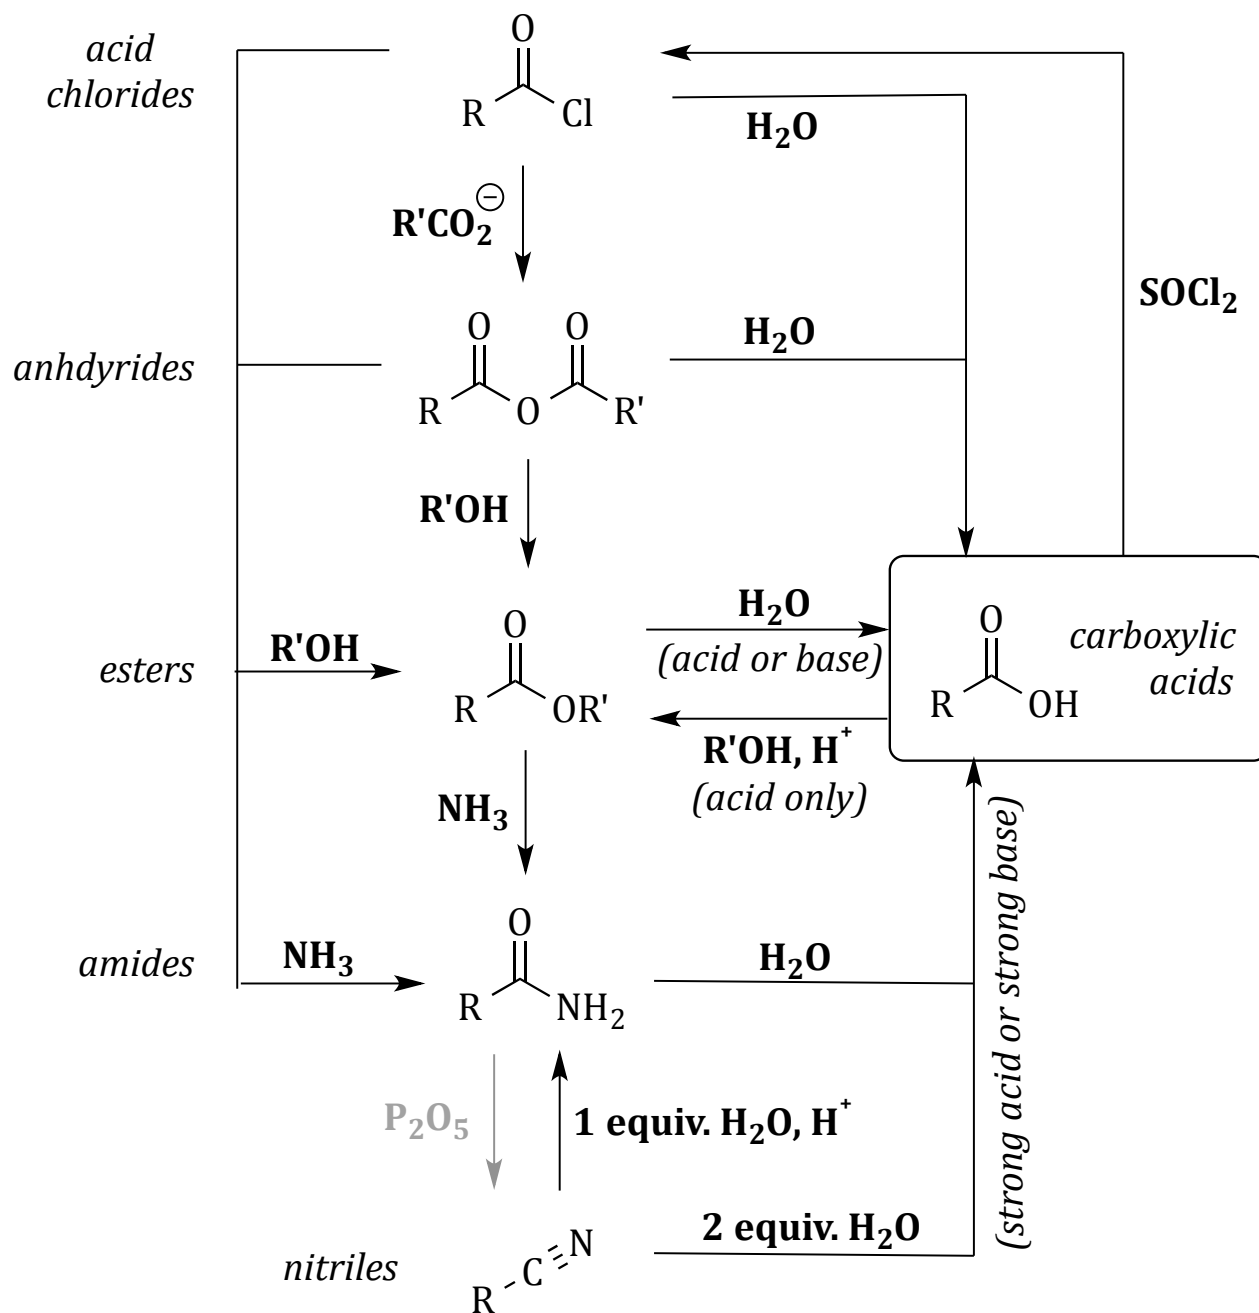 acid
chlorides
O
R
Cl
H₂O
R'CO₂⊖
SOCl₂
anhdyrides
O O
R O R'
H₂O
R'OH
esters
R'OH
O
R OR'
H₂O
(acid or base)
R'OH, H⁺
(acid only)
O
R OH
carboxylic
acids
NH₃
amides
NH₃
O
R NH₂
H₂O
(strong acid or strong base)
P₂O₅
1 equiv. H₂O, H⁺
nitriles
R C N
2 equiv. H₂O